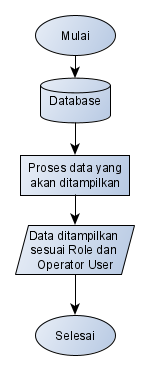 Mulai
Database
Proses data yang
akan ditampilkan
Data ditampilkan
sesuai Role dan
Operator User
Selesai